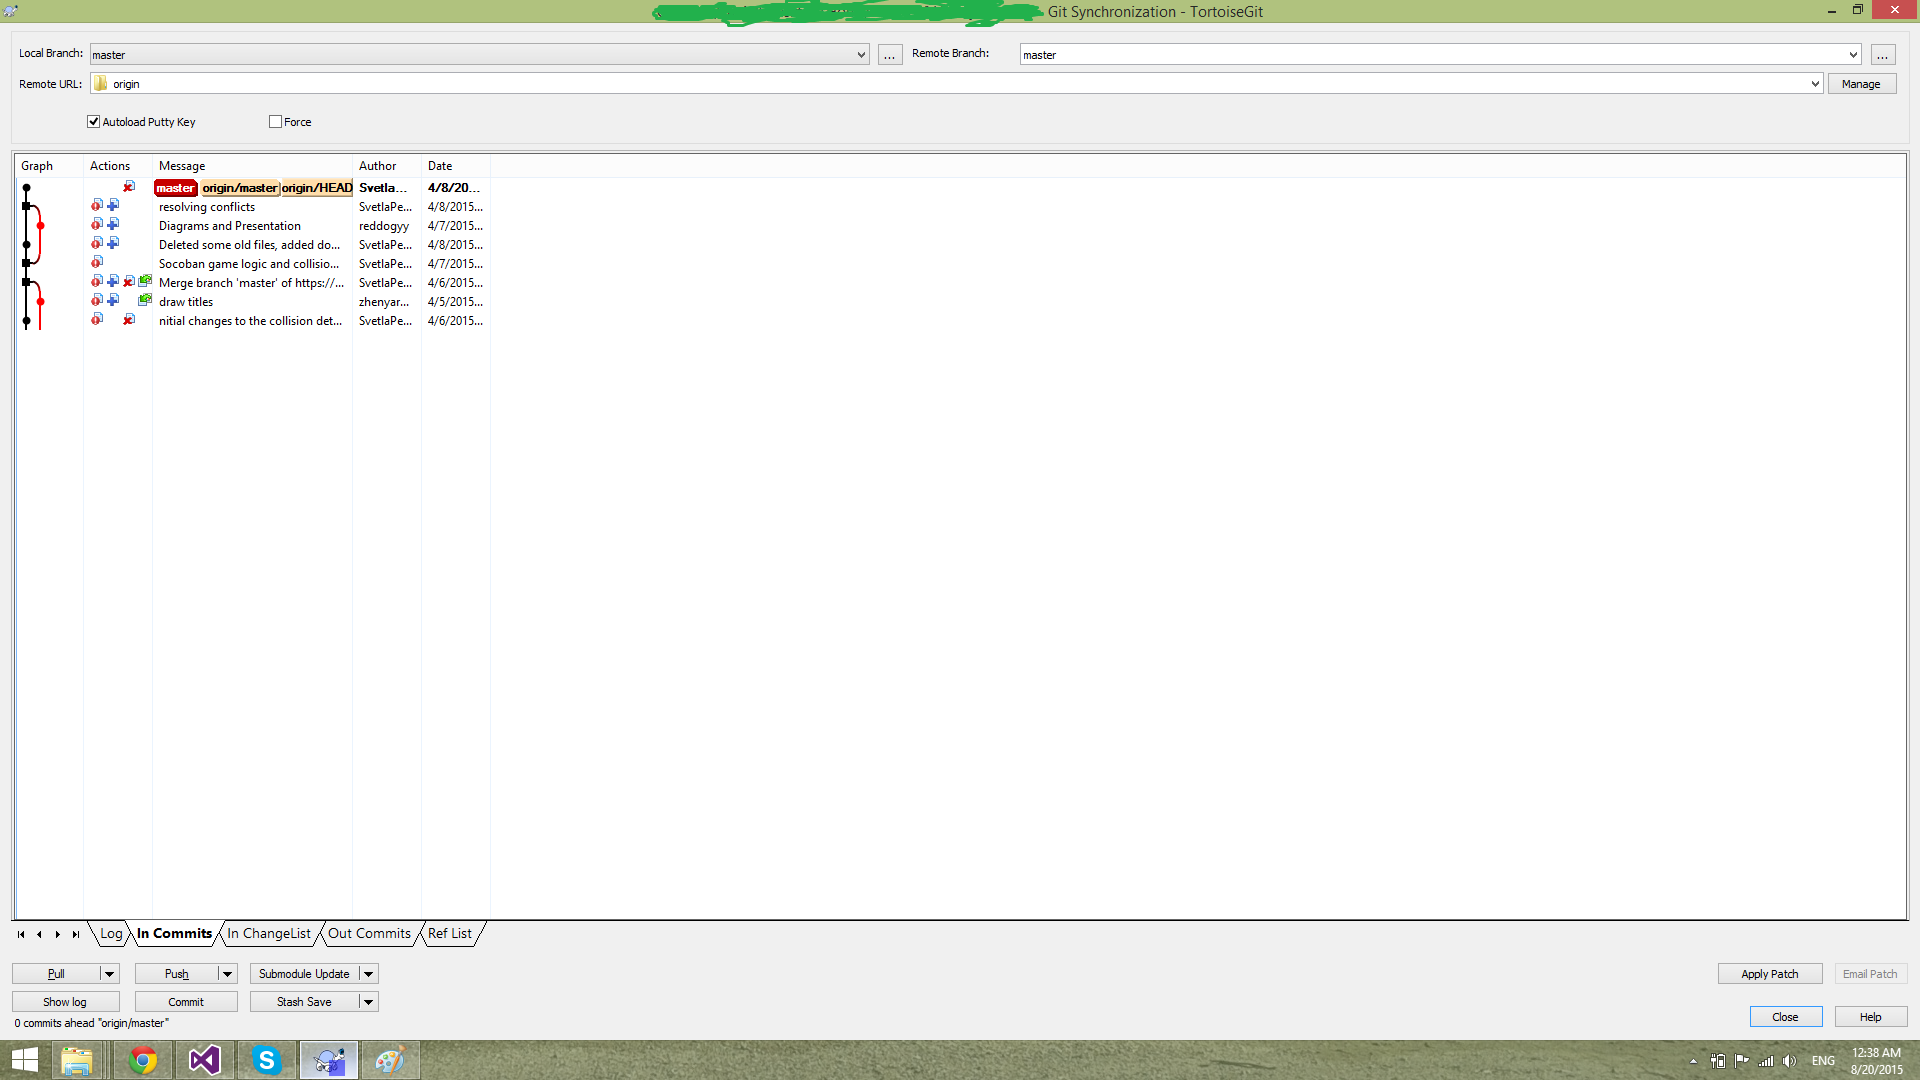 Git Synchronization - TortoiseGit
Local Branch: master ... Remote Branch: master ...
Remote URL: origin Manage
Autoload Putty Key Force
Graph Actions Message Author Date
master origin/master origin/HEAD Svetla... 4/8/20...
resolving conflicts SvetlaPe... 4/8/2015...
Diagrams and Presentation reddogyy 4/7/2015...
Deleted some old files, added do... SvetlaPe... 4/8/2015...
Socoban game logic and collisio... SvetlaPe... 4/7/2015...
Merge branch 'master' of https://... SvetlaPe... 4/6/2015...
draw titles zhenyar... 4/5/2015...
nitial changes to the collision det... SvetlaPe... 4/6/2015...
Log In Commits In ChangeList Out Commits Ref List
Pull Push Submodule Update Apply Patch Email Patch
Show log Commit Stash Save
0 commits ahead "origin/master" Close Help
ENG 12:38 AM
8/20/2015